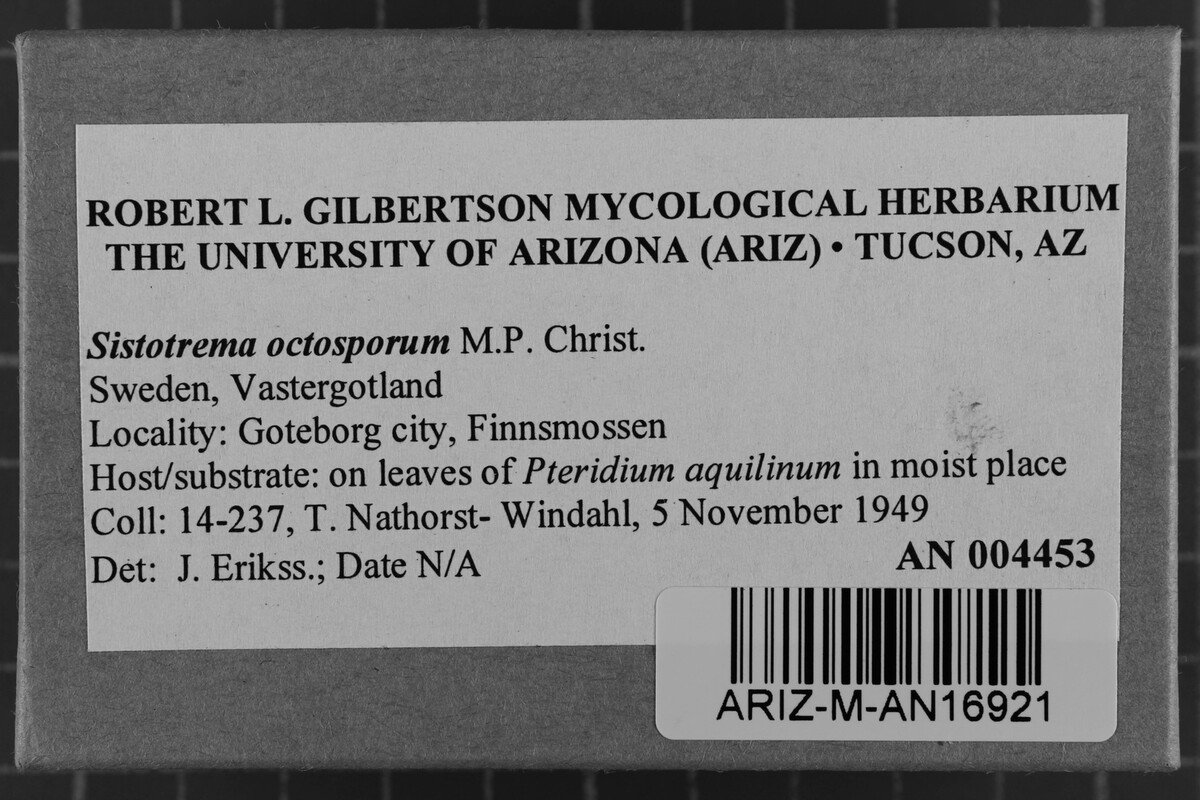 ROBERT L. GILBERTSON MYCOLOGICAL HERBARIUM
THE UNIVERSITY OF ARIZONA (ARIZ) • TUCSON, AZ
Sistotrema octosporum M.P. Christ.
Sweden, Vastergotland
Locality: Goteborg city, Finnsmossen
Host/substrate: on leaves of Pteridium aquilinum in moist place
Coll: 14-237, T. Nathorst- Windahl, 5 November 1949
Det: J. Erikss.; Date N/A
AN 004453
ARIZ-M-AN16921